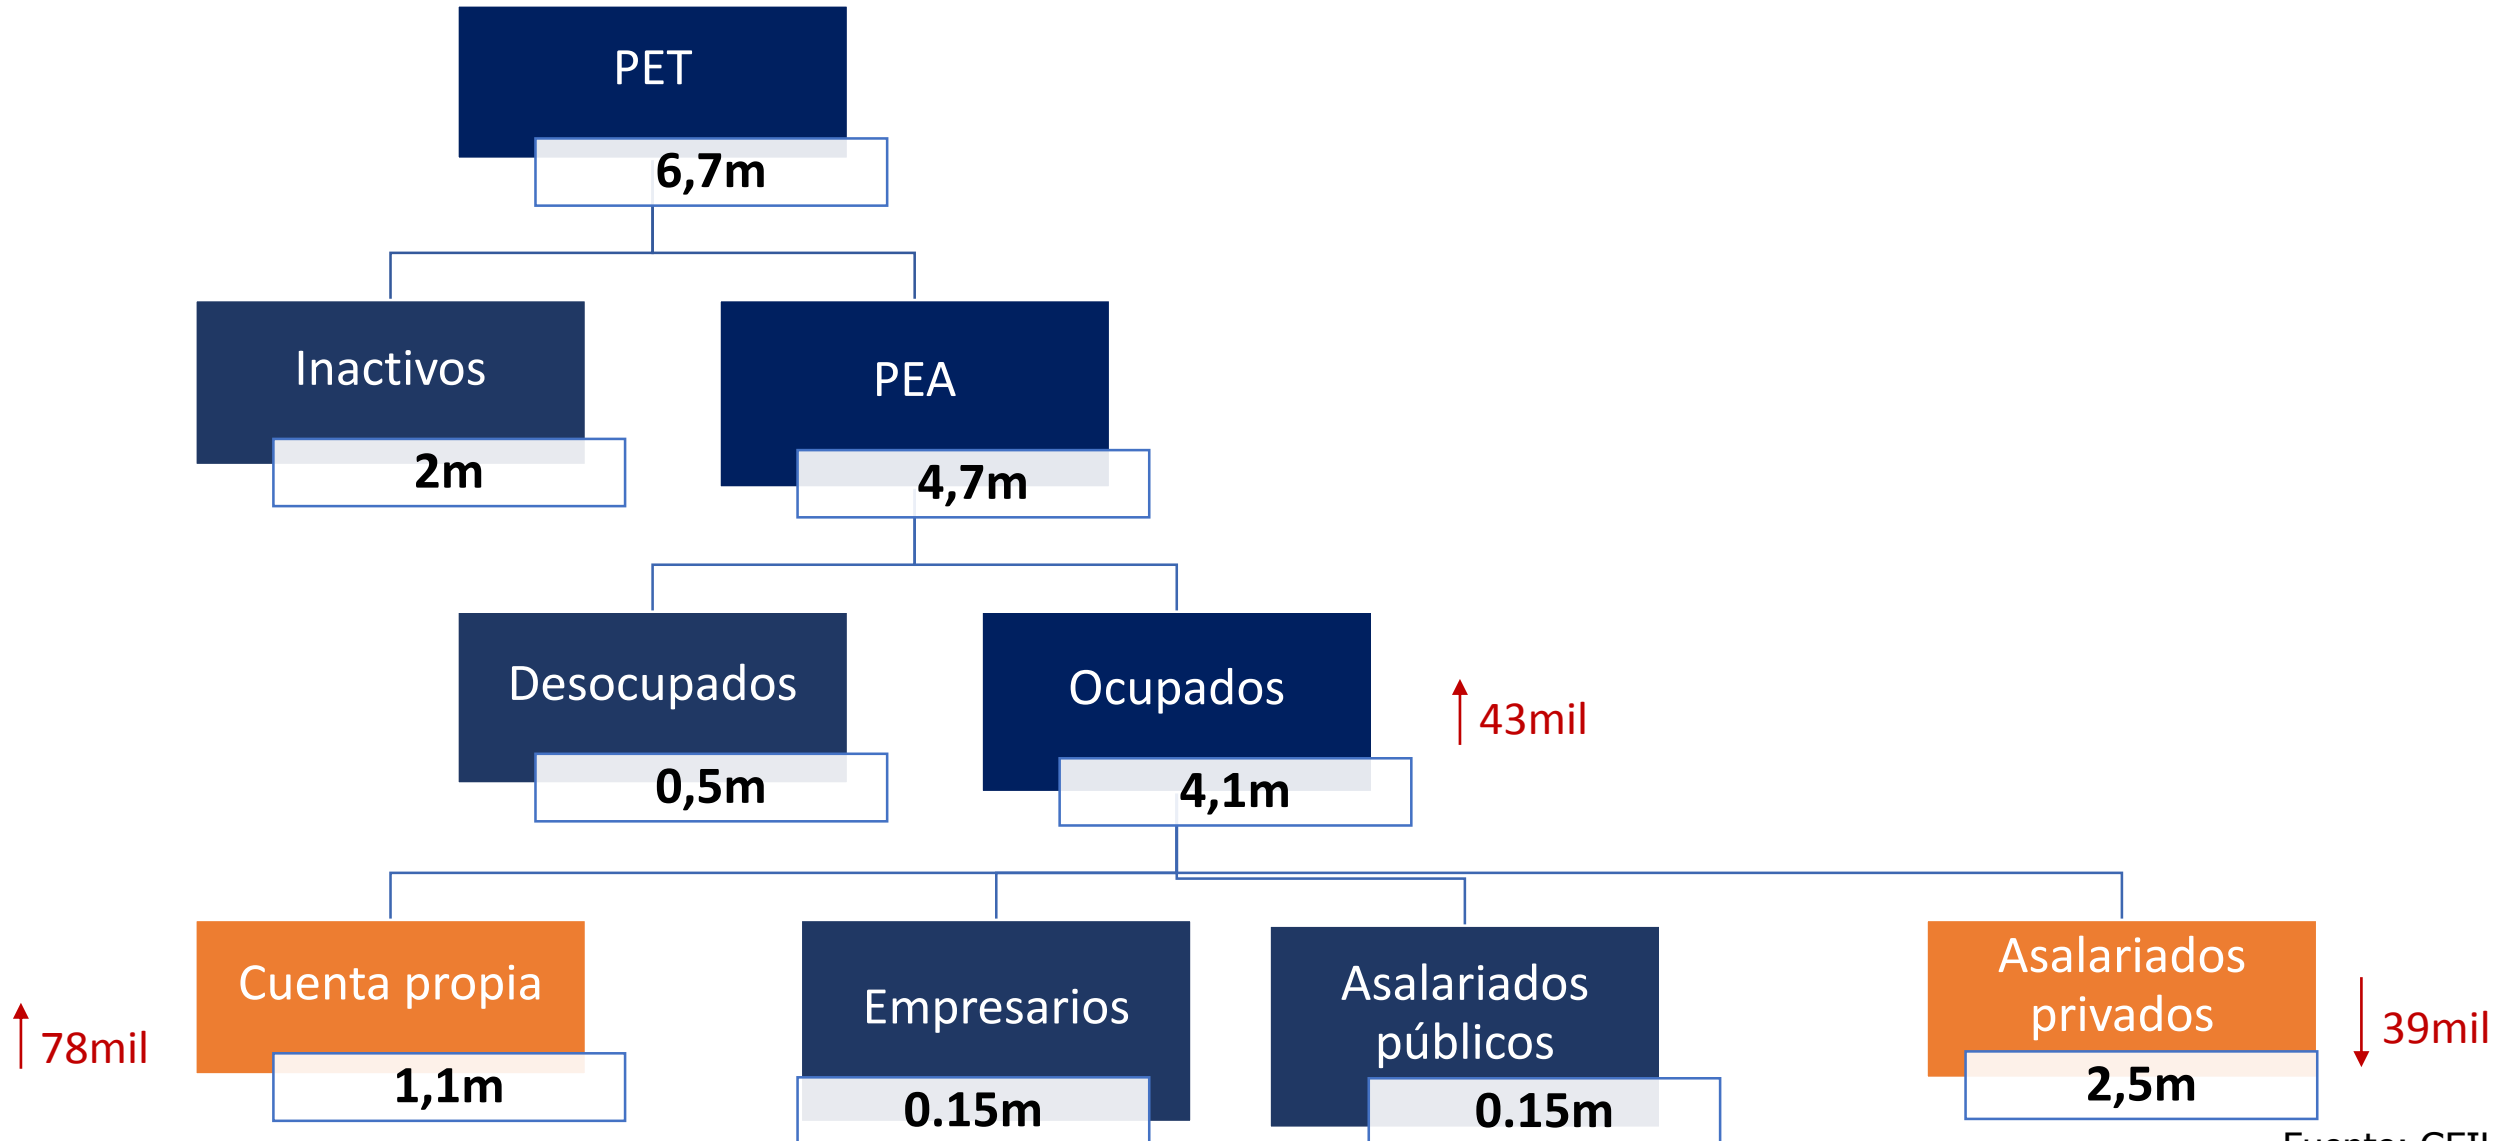 PET
6,7m
Inactivos
2m
PEA
4,7m
Desocupados
0,5m
Ocupados
4,1m
43mil
Cuenta propia
1,1m
78mil
Empresarios
0.15m
Asalariados
públicos
0.15m
Asalariados
privados
2,5m
39mil
Fuente: